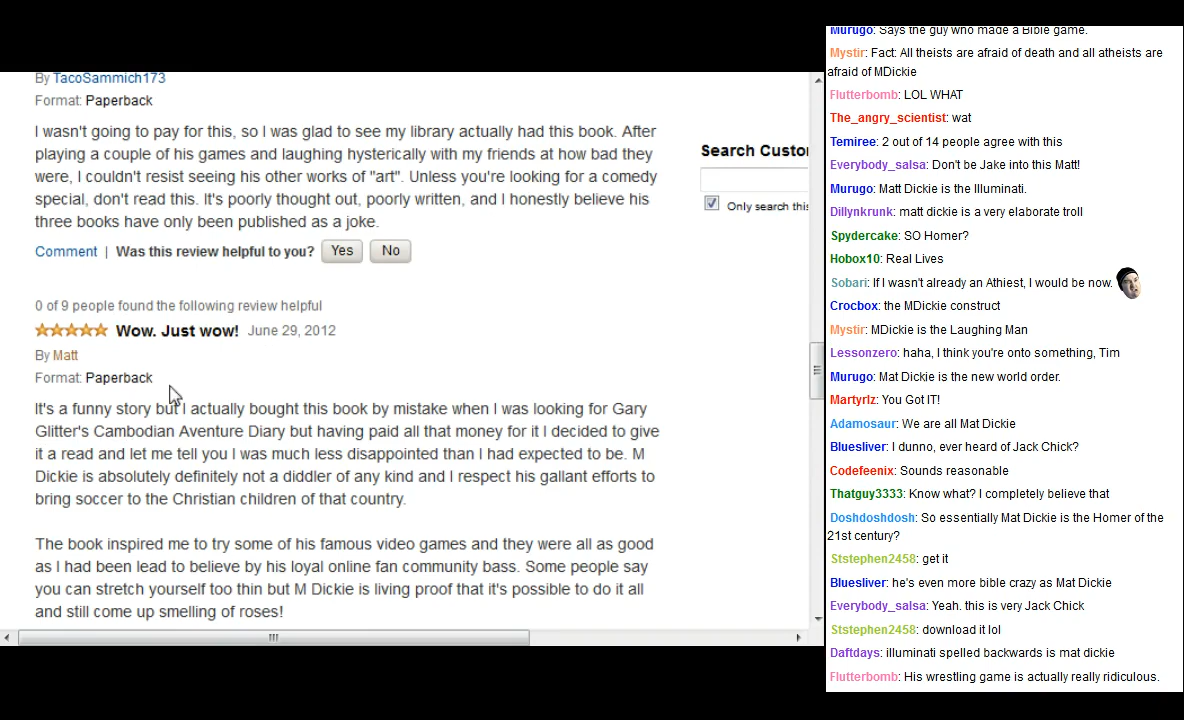 By TacoSammich173
Format: Paperback
I wasn't going to pay for this, so I was glad to see my library actually had this book. After
playing a couple of his games and laughing hysterically with my friends at how bad they
were, I couldn't resist seeing his other works of "art". Unless you're looking for a comedy
special, don't read this. It's poorly thought out, poorly written, and I honestly believe his
three books have only been published as a joke.
Comment | Was this review helpful to you? Yes No
0 of 9 people found the following review helpful
Wow. Just wow! June 29, 2012
By Matt
Format: Paperback
It's a funny story but I actually bought this book by mistake when I was looking for Gary
Glitter's Cambodian Aventure Diary but having paid all that money for it I decided to give
it a read and let me tell you I was much less disappointed than I had expected to be. M
Dickie is absolutely definitely not a diddler of any kind and I respect his gallant efforts to
bring soccer to the Christian children of that country.
The book inspired me to try some of his famous video games and they were all as good
as I had been lead to believe by his loyal online fan community bass. Some people say
you can stretch yourself too thin but M Dickie is living proof that it's possible to do it all
and still come up smelling of roses!
Search Custo
Only search this
Murugo: Says the guy who made a Bible game.
Mystir: Fact: All theists are afraid of death and all atheists are
afraid of MDickie
Flutterbomb: LOL WHAT
The_angry_scientist: wat
Temiree: 2 out of 14 people agree with this
Everybody_salsa: Don't be Jake into this Matt!
Murugo: Matt Dickie is the Illuminati.
Dillynkrunk: matt dickie is a very elaborate troll
Spydercake: SO Homer?
Hobox10: Real Lives
Sobari: If I wasn't already an Athiest, I would be now.
Crocbox: the MDickie construct
Mystir: MDickie is the Laughing Man
Lessonzero: haha, I think you're onto something, Tim
Murugo: Mat Dickie is the new world order.
Martyrlz: You Got IT!
Adamosaur: We are all Mat Dickie
Bluesliver: I dunno, ever heard of Jack Chick?
Codefeenix: Sounds reasonable
Thatguy3333: Know what? I completely believe that
Doshdoshdosh: So essentially Mat Dickie is the Homer of the
21st century?
Ststephen2458: get it
Bluesliver: he's even more bible crazy as Mat Dickie
Everybody_salsa: Yeah. this is very Jack Chick
Ststephen2458: download it lol
Daftdays: illuminati spelled backwards is mat dickie
Flutterbomb: His wrestling game is actually really ridiculous.